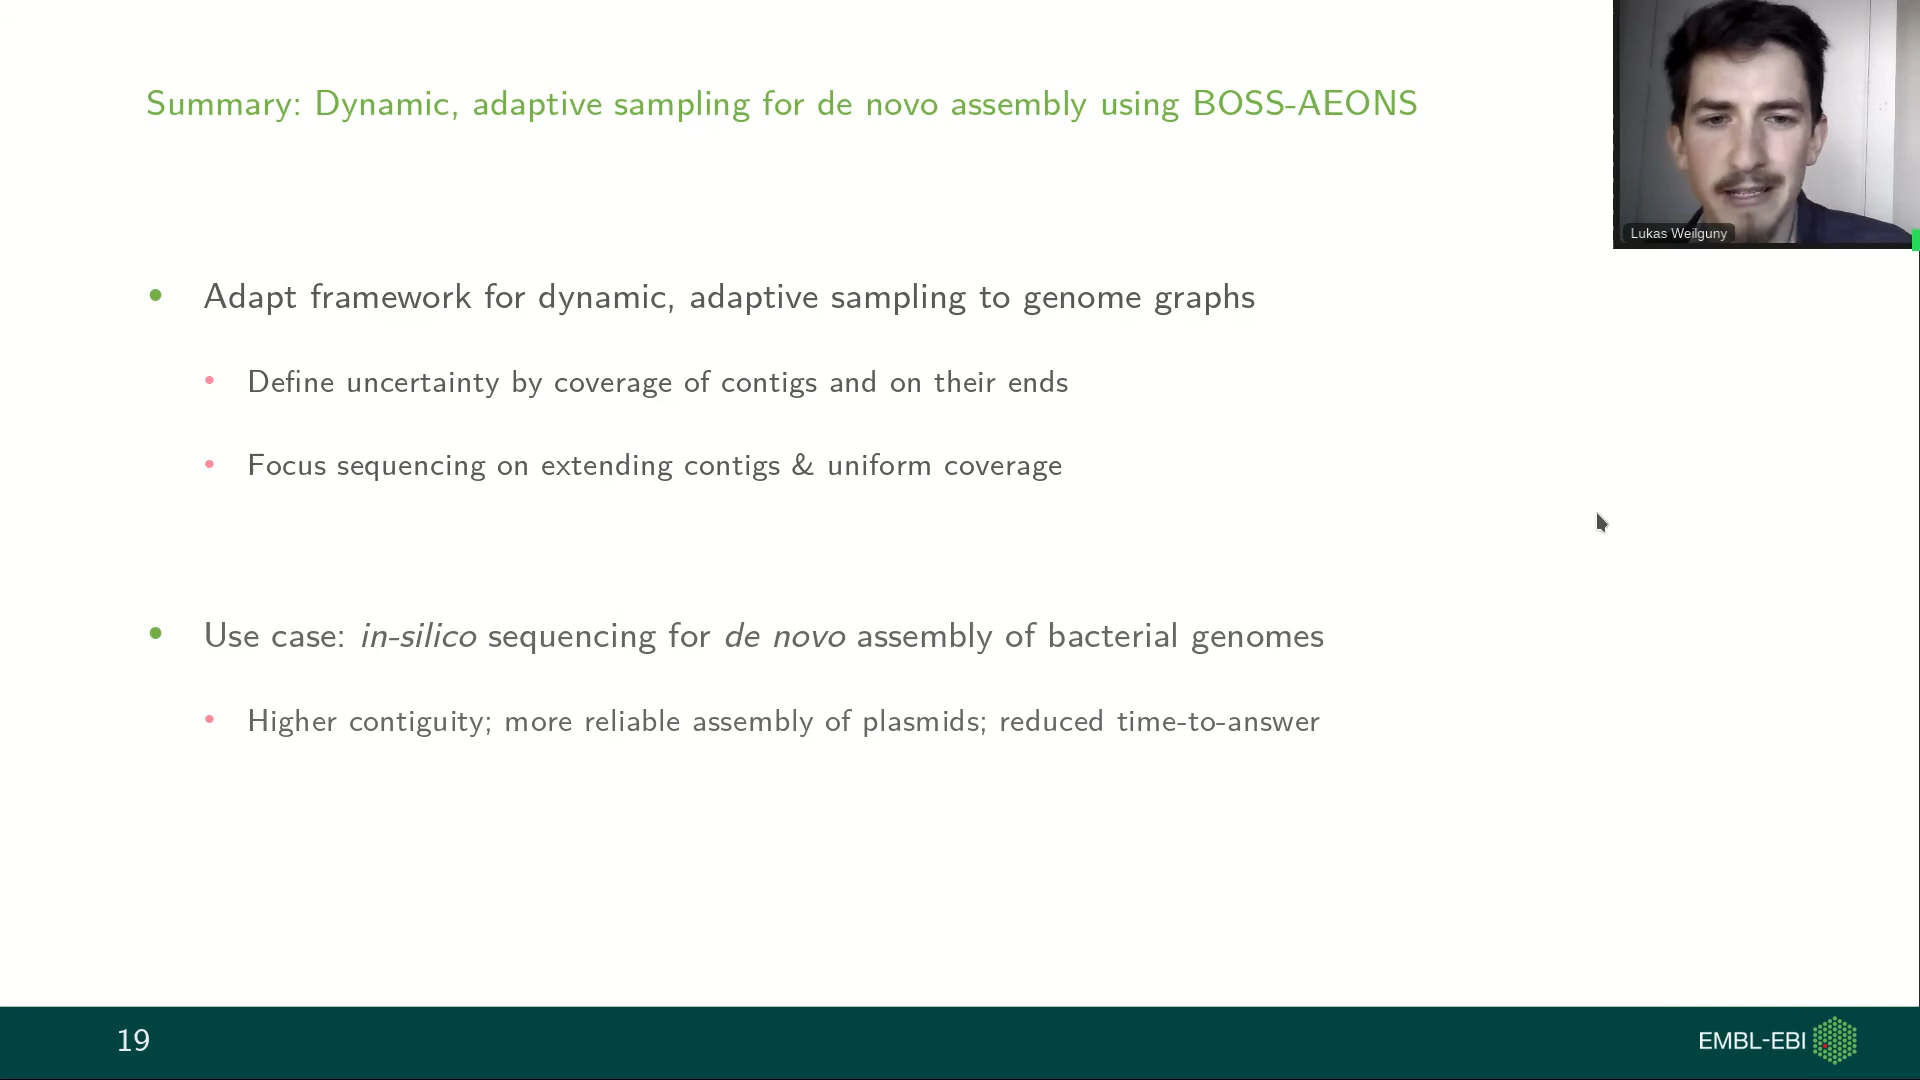 Summary: Dynamic, adaptive sampling for de novo assembly using BOSS-AEONS
Lukas Weilguny
• Adapt framework for dynamic, adaptive sampling to genome graphs
• Define uncertainty by coverage of contigs and on their ends
• Focus sequencing on extending contigs & uniform coverage
• Use case: in-silico sequencing for de novo assembly of bacterial genomes
• Higher contiguity; more reliable assembly of plasmids; reduced time-to-answer
19
EMBL-EBI